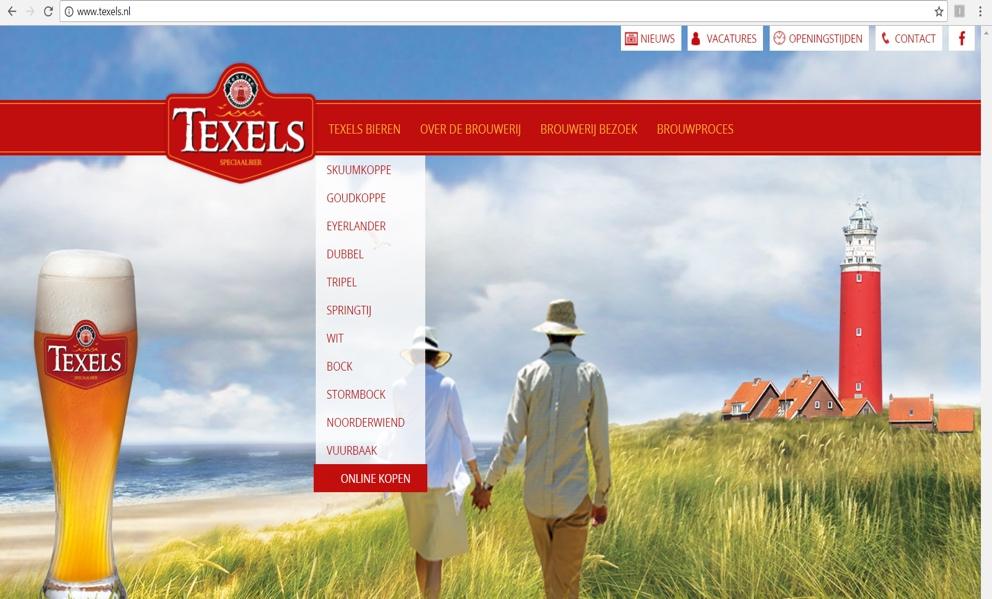 www.texels.nl
NIEUWS
VACATURES
OPENINGSTIJDEN
CONTACT
TEXELS
SPECIAALBIER
TEXELS BIEREN
OVER DE BROUWERIJ
BROUWERIJ BEZOEK
BROUWPROCES
SKUUMKOPPE
GOUDKOPPE
EYERLANDER
DUBBEL
TRIPEL
SPRINGTIJ
WIT
BOCK
STORMBOCK
NOORDERWIEND
VUURBAAK
ONLINE KOPEN
TEXELS
SPECIAALBIER